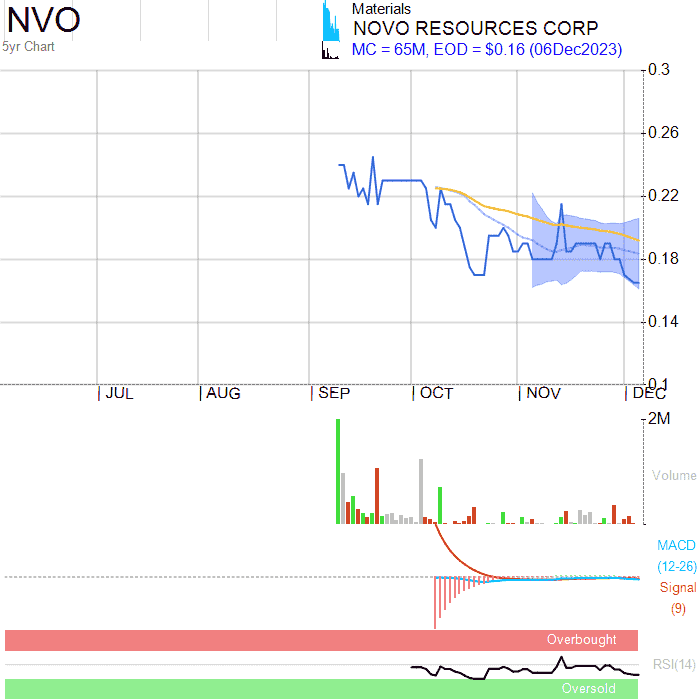 NVO
Materials
NOVO RESOURCES CORP
5yr Chart
MC = 65M, EOD = $0.16 (06Dec2023)
0.3
0.26
0.22
0.18
0.14
0.1
JUL AUG SEP OCT NOV DEC
2M
Volume
MACD
(12-26)
Signal
(9)
Overbought
RSI(14)
Oversold